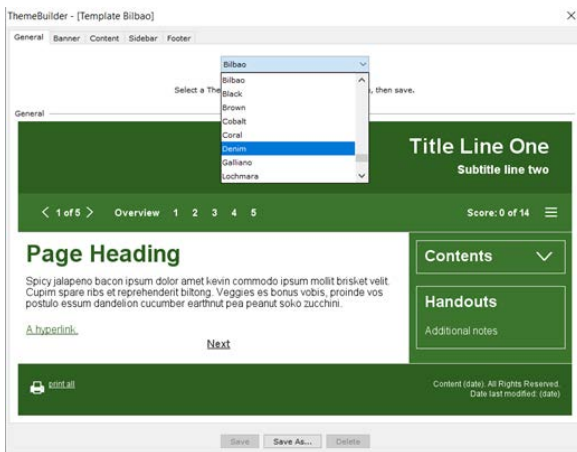 ThemeBuilder - [Template Bilbao]
General Banner Content Sidebar Footer
Bilbao
Bilbao
Black
Brown
Cobalt
Coral
Denim
Galliano
Lochmara
Select a The
, then save.
General
Title Line One
Subtitle line two
1 of 5 Overview 1 2 3 4 5
Score: 0 of 14
Page Heading
Spicy jalapeno bacon ipsum dolor amet kevin commodo ipsum mollit brisket velit.
Cupim spare ribs et reprehenderit biltong. Veggies es bonus vobis, proinde vos
postulo essum dandelion cucumber earthnut pea peanut soko zucchini.
A hyperlink.
Next
Contents
Handouts
Additional notes
print all
Content (date). All Rights Reserved.
Date last modified: (date)
Save Save As... Delete